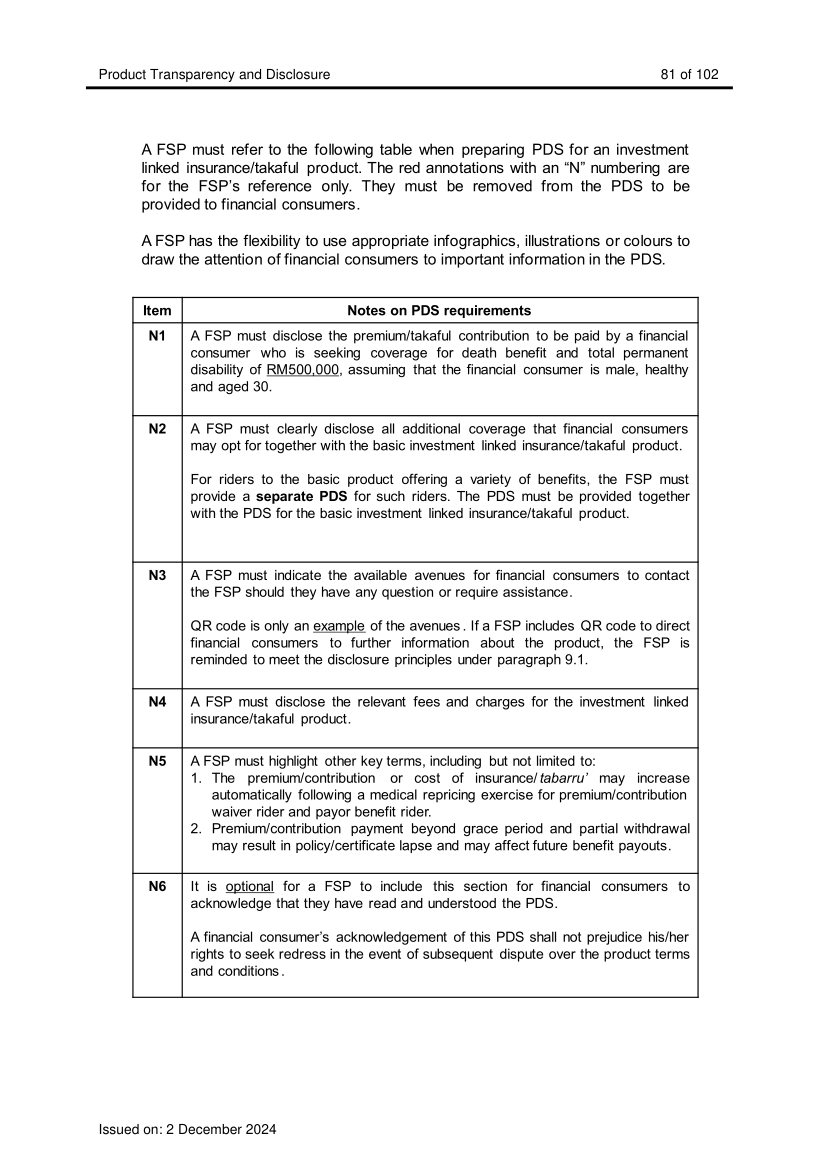 Product Transparency and Disclosure 81 of 102
A FSP must refer to the following table when preparing PDS for an investment
linked insurance/takaful product. The red annotations with an “N” numbering are
for the FSP’s reference only. They must be removed from the PDS to be
provided to financial consumers.
A FSP has the flexibility to use appropriate infographics, illustrations or colours to
draw the attention of financial consumers to important information in the PDS.
Item Notes on PDS requirements
N1 A FSP must disclose the premium/takaful contribution to be paid by a financial
consumer who is seeking coverage for death benefit and total permanent
disability of RM500,000, assuming that the financial consumer is male, healthy
and aged 30.
N2 A FSP must clearly disclose all additional coverage that financial consumers
may opt for together with the basic investment linked insurance/takaful product.
For riders to the basic product offering a variety of benefits, the FSP must
provide a separate PDS for such riders. The PDS must be provided together
with the PDS for the basic investment linked insurance/takaful product.
N3 A FSP must indicate the available avenues for financial consumers to contact
the FSP should they have any question or require assistance.
QR code is only an example of the avenues. If a FSP includes QR code to direct
financial consumers to further information about the product, the FSP is
reminded to meet the disclosure principles under paragraph 9.1.
N4 A FSP must disclose the relevant fees and charges for the investment linked
insurance/takaful product.
N5 A FSP must highlight other key terms, including but not limited to:
1. The premium/contribution or cost of insurance/tabarru’ may increase
automatically following a medical repricing exercise for premium/contribution
waiver rider and payor benefit rider.
2. Premium/contribution payment beyond grace period and partial withdrawal
may result in policy/certificate lapse and may affect future benefit payouts.
N6 It is optional for a FSP to include this section for financial consumers to
acknowledge that they have read and understood the PDS.
A financial consumer’s acknowledgement of this PDS shall not prejudice his/her
rights to seek redress in the event of subsequent dispute over the product terms
and conditions.
Issued on: 2 December 2024